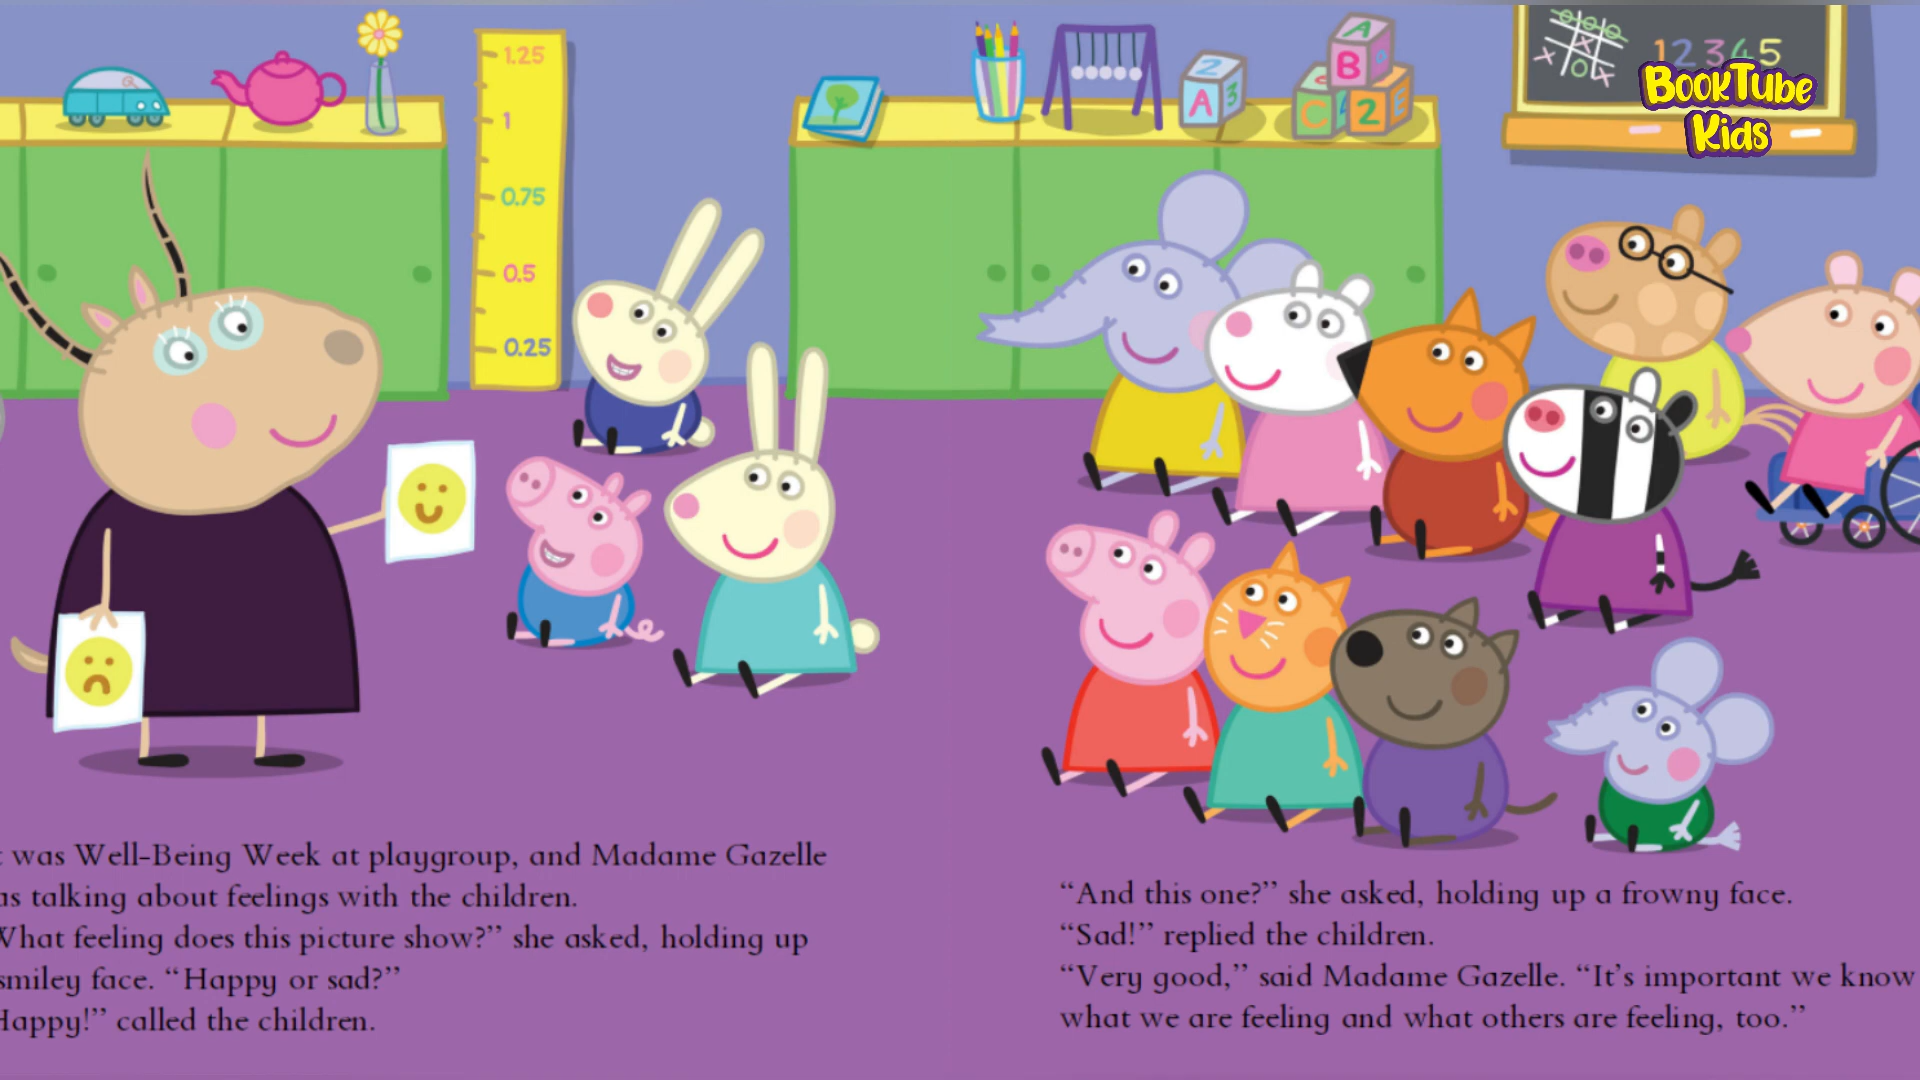 1.25
1
0.75
0.5
0.25
2
A
3
A
B
C
2
E
12345
BookTube
Kids
was Well-Being Week at playgroup, and Madame Gazelle
talking about feelings with the children.
What feeling does this picture show?” she asked, holding up
smiley face. “Happy or sad?”
Happy!” called the children.
“And this one?” she asked, holding up a frowny face.
“Sad!” replied the children.
“Very good,” said Madame Gazelle. “It’s important we know
what we are feeling and what others are feeling, too.”